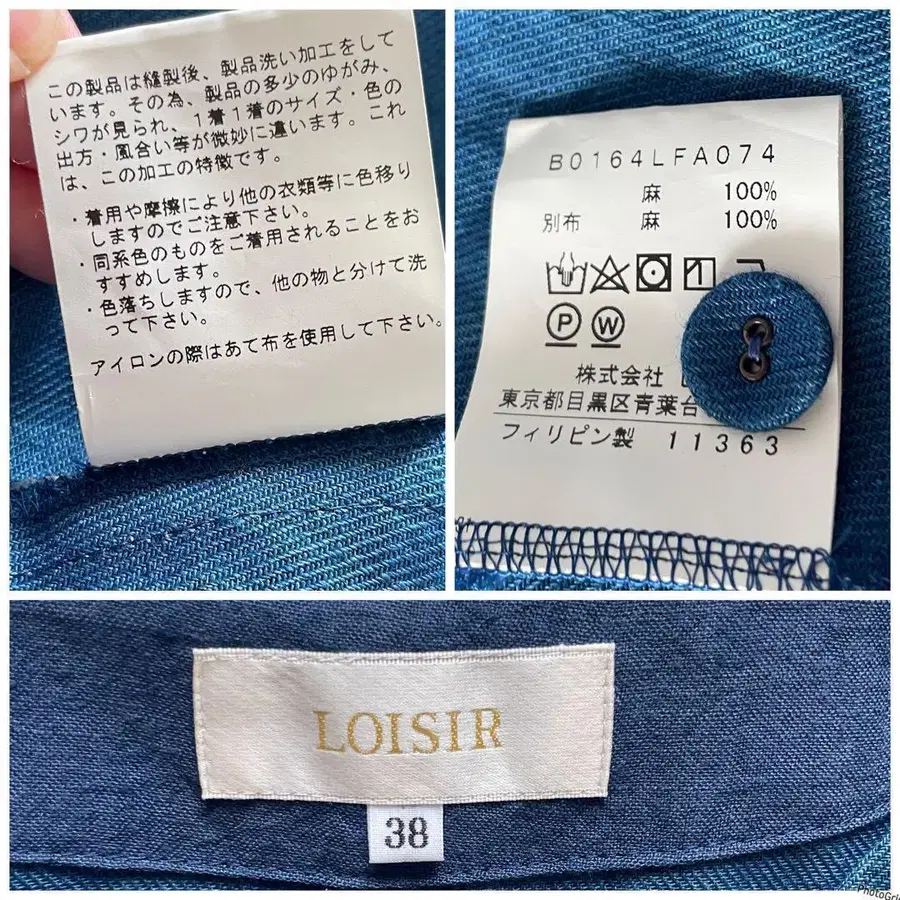 この製品は縫製後、製品洗い加工をして
います。その為、製品の多少のゆがみ、
シワが見られ、1着1着のサイズ・色の
出方・風合い等が微妙に違います。これ
は、この加工の特徴です。
・着用や摩擦により他の衣類等に色移り
しますのでご注意下さい。
・同系色のものをご着用されることをお
すすめします。
・色落ちしますので、他の物と分けて洗
って下さい。
アイロンの際はあて布を使用して下さい。
B0164LFA074
麻 100%
別布 麻 100%
P W
株式会社
東京都目黒区青葉台
フィリピン製 11363
LOISIR
38
PhotoGri